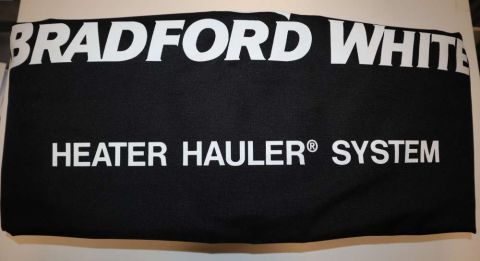 BRADFORD WHITE
HEATER HAULER® SYSTEM